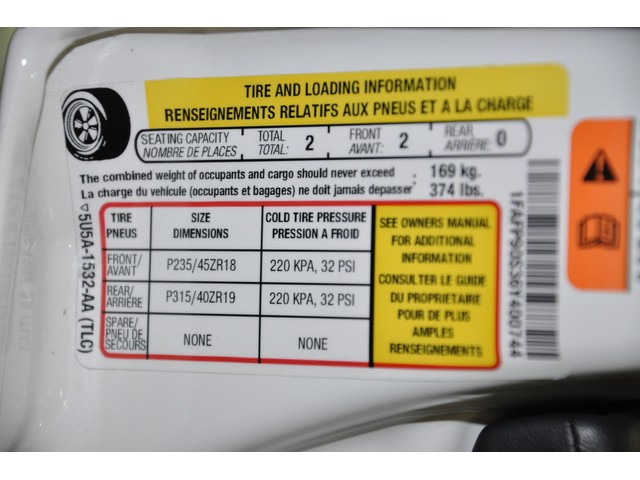 TIRE AND LOADING INFORMATION
RENSEIGNEMENTS RELATIFS AUX PNEUS ET A LA CHARGE
SEATING CAPACITY TOTAL 2 FRONT 2 REAR 0
NOMBRE DE PLACES TOTAL: AVANT: ARRIÈRE:
The combined weight of occupants and cargo should never exceed 169 kg.
La charge du véhicule (occupants et bagages) ne doit jamais depasser 374 lbs.
TIRE SIZE COLD TIRE PRESSURE
PNEUS DIMENSIONS PRESSION A FROID
FRONT/
AVANT P235/45ZR18 220 KPA, 32 PSI
REAR/
ARRIÈRE P315/40ZR19 220 KPA, 32 PSI
SPARE/
PNEU DE
SECOURS NONE NONE
SEE OWNERS MANUAL
FOR ADDITIONAL
INFORMATION
CONSULTER LE GUIDE
DU PROPRIETAIRE
POUR DE PLUS
AMPLES
RENSEIGNEMENTS
5U5A-1532-AA (TLC)
1FAFP90S36Y400744